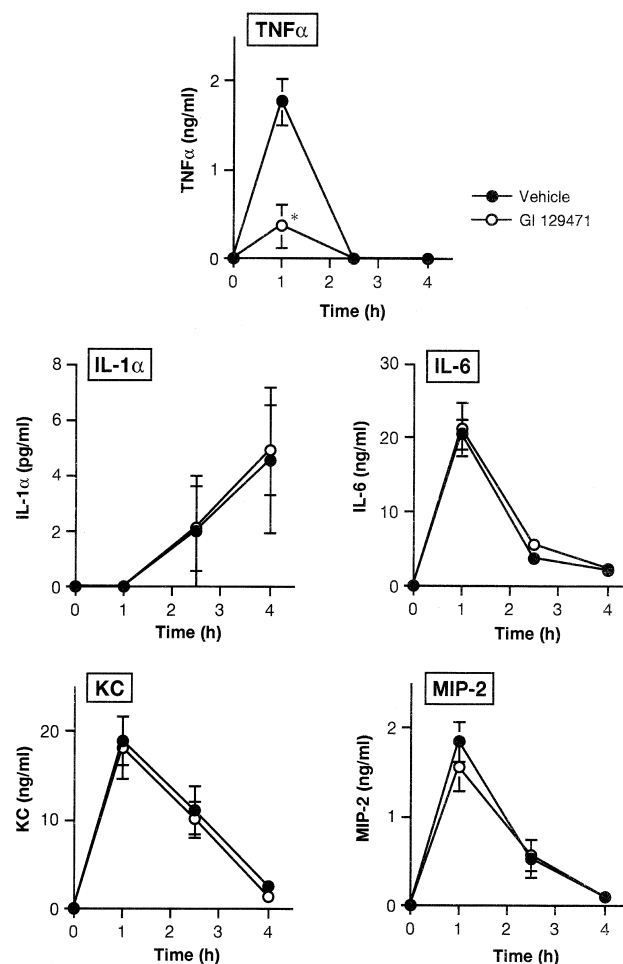 TNFα
TNFα (ng/ml)
2
1
0
*
0 1 2 3 4
Time (h)
Vehicle
GI 129471
IL-1α
IL-1α (pg/ml)
8
6
4
2
0
0 1 2 3 4
Time (h)
IL-6
IL-6 (ng/ml)
30
20
10
0
0 1 2 3 4
Time (h)
KC
KC (ng/ml)
20
10
0
0 1 2 3 4
Time (h)
MIP-2
MIP-2 (ng/ml)
2
1
0
0 1 2 3 4
Time (h)